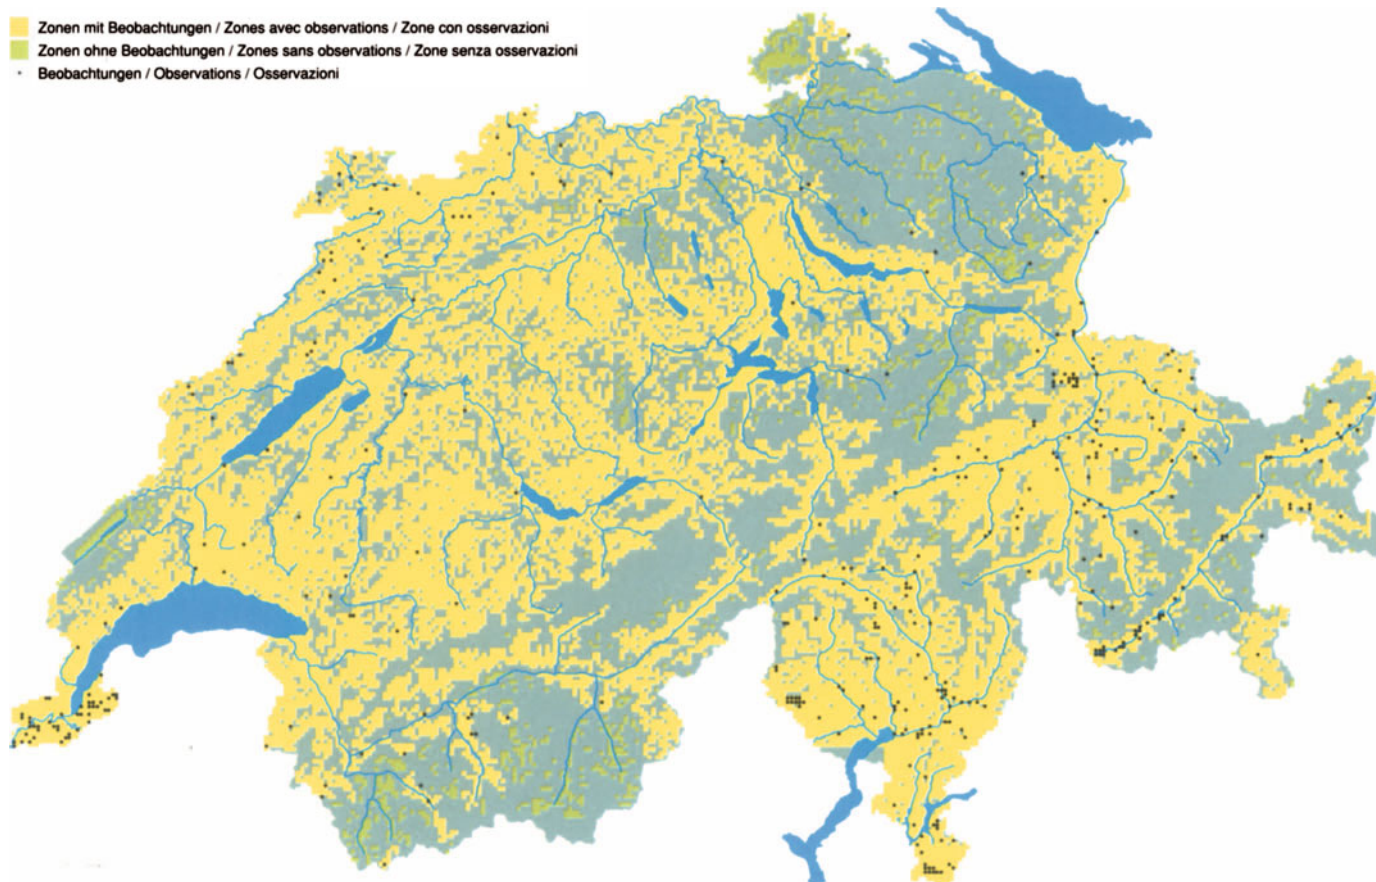 Zonen mit Beobachtungen / Zones avec observations / Zone con osservazioni
Zonen ohne Beobachtungen / Zones sans observations / Zone senza osservazioni
Beobachtungen / Observations / Osservazioni